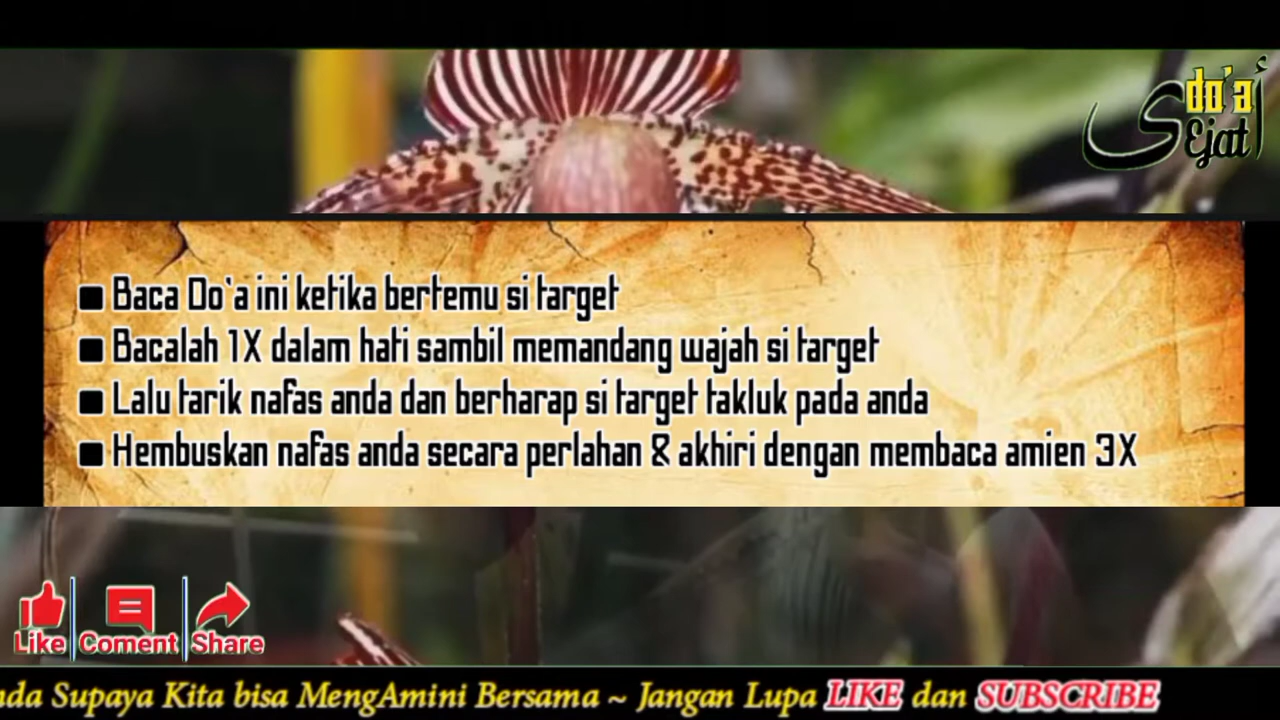 do'a
Ejati
Baca Do`a ini ketika bertemu si target
Bacalah 1X dalam hati sambil memandang wajah si target
Lalu tarik nafas anda dan berharap si target takluk pada anda
Hembuskan nafas anda secara perlahan & akhiri dengan membaca amien 3X
Like Coment Share
Supaya Kita bisa MengAmini Bersama ~ Jangan Lupa LIKE dan SUBSCRIBE